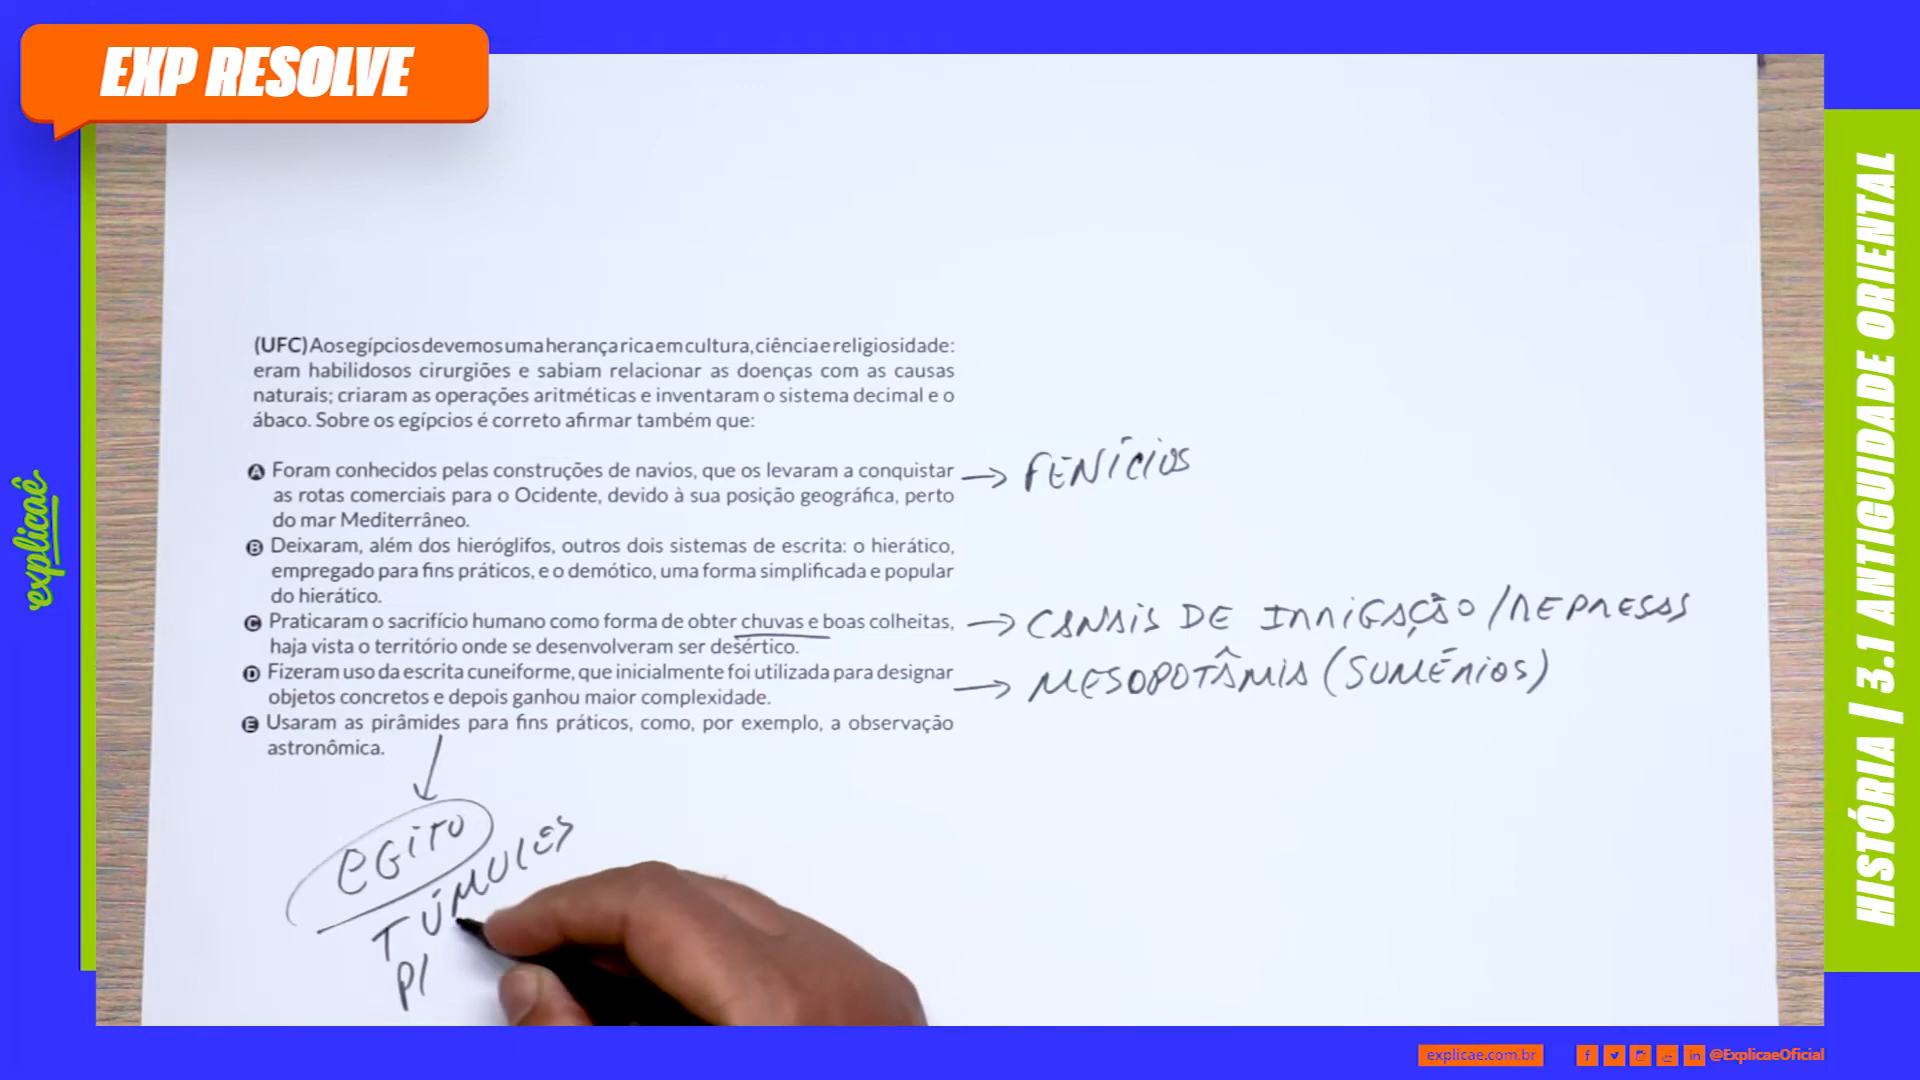 EXP RESOLVE
(UFC) Aos egípcios devemos uma herança rica em cultura, ciência e religiosidade:
eram habilidosos cirurgiões e sabiam relacionar as doenças com as causas
naturais; criaram as operações aritméticas e inventaram o sistema decimal e o
ábaco. Sobre os egípcios é correto afirmar também que:
A Foram conhecidos pelas construções de navios, que os levaram a conquistar
as rotas comerciais para o Ocidente, devido à sua posição geográfica, perto
do mar Mediterrâneo.
→ FENÍCIOS
B Deixaram, além dos hieróglifos, outros dois sistemas de escrita: o hierático,
empregado para fins práticos, e o demótico, uma forma simplificada e popular
do hierático.
C Praticaram o sacrifício humano como forma de obter chuvas e boas colheitas,
haja vista o território onde se desenvolveram ser desértico.
→ CANAIS DE IRRIGAÇÃO / REPRESAS
D Fizeram uso da escrita cuneiforme, que inicialmente foi utilizada para designar
objetos concretos e depois ganhou maior complexidade.
→ MESOPOTÂMIA (SUMÉRIOS)
E Usaram as pirâmides para fins práticos, como, por exemplo, a observação
astronômica.
EGITO
TÚMULOS
PI
explicaê
HISTÓRIA | 3.1 ANTIGUIDADE ORIENTAL
explicae.com.br
@ExplicaeOficial